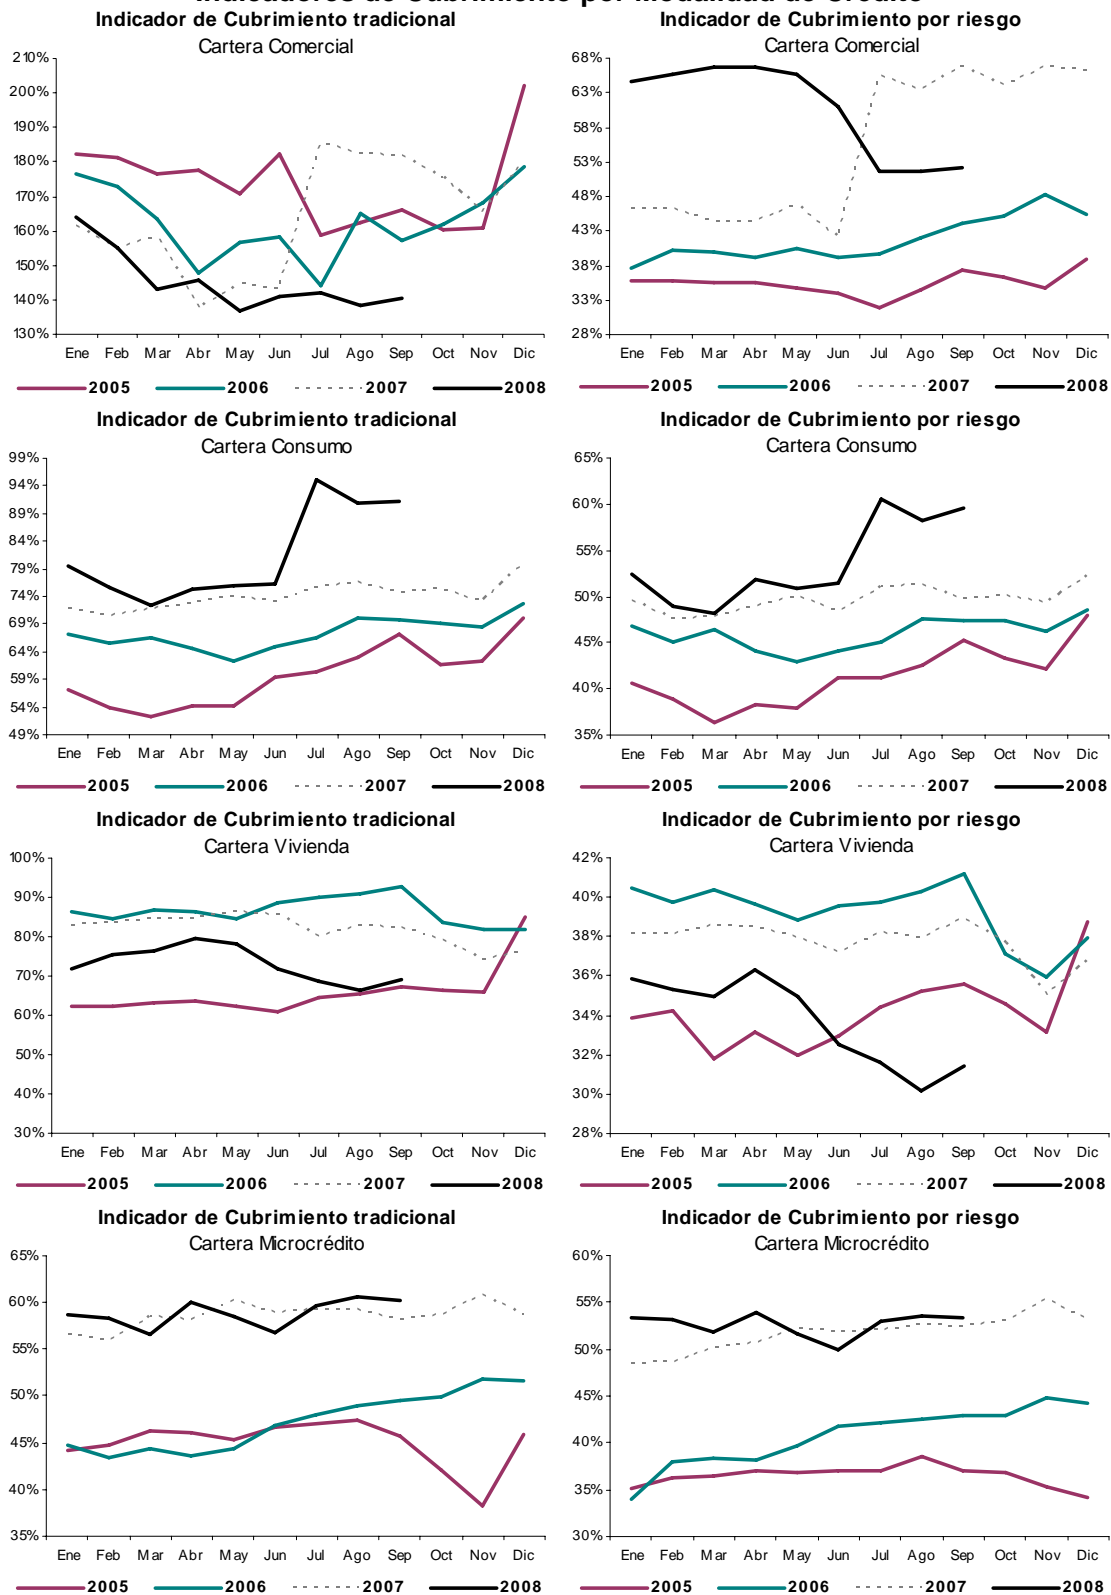 Indicadores de Cubrimiento por Modalidad de Crédito
Indicador de Cubrimiento tradicional
Cartera Comercial
210%
200%
190%
180%
170%
160%
150%
140%
130%
Ene Feb Mar Abr May Jun Jul Ago Sep Oct Nov Dic
2005 2006 2007 2008
Indicador de Cubrimiento por riesgo
Cartera Comercial
68%
63%
58%
53%
48%
43%
38%
33%
28%
Ene Feb Mar Abr May Jun Jul Ago Sep Oct Nov Dic
2005 2006 2007 2008
Indicador de Cubrimiento tradicional
Cartera Consumo
99%
94%
89%
84%
79%
74%
69%
64%
59%
54%
49%
Ene Feb Mar Abr May Jun Jul Ago Sep Oct Nov Dic
2005 2006 2007 2008
Indicador de Cubrimiento por riesgo
Cartera Consumo
65%
60%
55%
50%
45%
40%
35%
Ene Feb Mar Abr May Jun Jul Ago Sep Oct Nov Dic
2005 2006 2007 2008
Indicador de Cubrimiento tradicional
Cartera Vivienda
100%
90%
80%
70%
60%
50%
40%
30%
Ene Feb Mar Abr May Jun Jul Ago Sep Oct Nov Dic
2005 2006 2007 2008
Indicador de Cubrimiento por riesgo
Cartera Vivienda
42%
40%
38%
36%
34%
32%
30%
28%
Ene Feb Mar Abr May Jun Jul Ago Sep Oct Nov Dic
2005 2006 2007 2008
Indicador de Cubrimiento tradicional
Cartera Microcrédito
65%
60%
55%
50%
45%
40%
35%
Ene Feb Mar Abr May Jun Jul Ago Sep Oct Nov Dic
2005 2006 2007 2008
Indicador de Cubrimiento por riesgo
Cartera Microcrédito
60%
55%
50%
45%
40%
35%
30%
Ene Feb Mar Abr May Jun Jul Ago Sep Oct Nov Dic
2005 2006 2007 2008